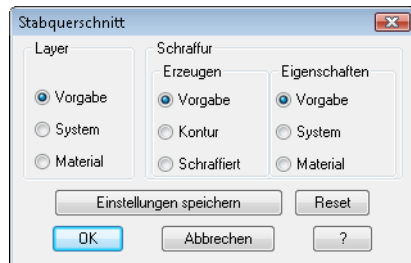 Stabquerschnitt
Layer
Schraffur
Erzeugen
Eigenschaften
Vorgabe
Vorgabe
Vorgabe
System
Kontur
System
Material
Schraffiert
Material
Einstellungen speichern
Reset
OK
Abbrechen
?